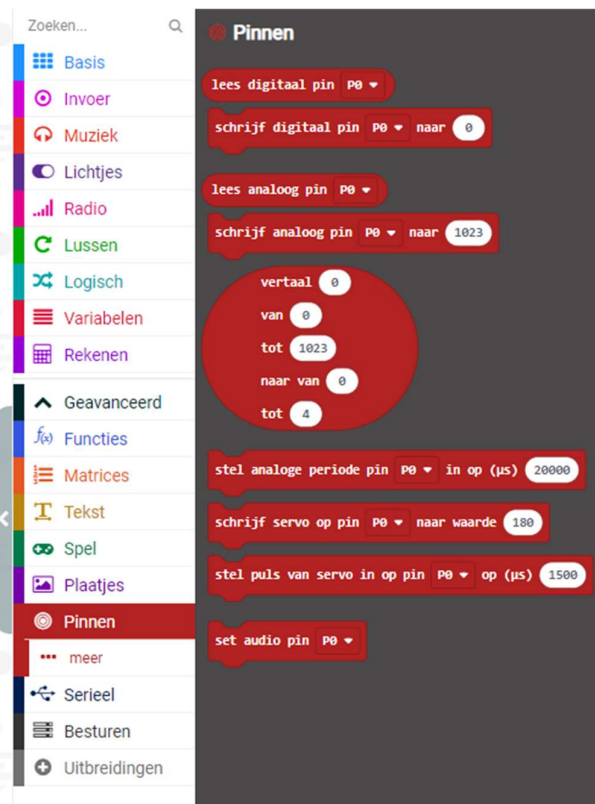 Zoeken...
Basis
Invoer
Muziek
Lichtjes
Radio
Lussen
Logisch
Variabelen
Rekenen
Geavanceerd
f(x) Functies
Matrices
Tekst
Spel
Plaatjes
Pinnen
meer
Serieel
Besturen
Uitbreidingen
Pinnen
lees digitaal pin P0
schrijf digitaal pin P0 naar 0
lees analoog pin P0
schrijf analoog pin P0 naar 1023
vertaal 0
van 0
tot 1023
naar van 0
tot 4
stel analoge periode pin P0 in op (µs) 20000
schrijf servo op pin P0 naar waarde 180
stel puls van servo in op pin P0 op (µs) 1500
set audio pin P0